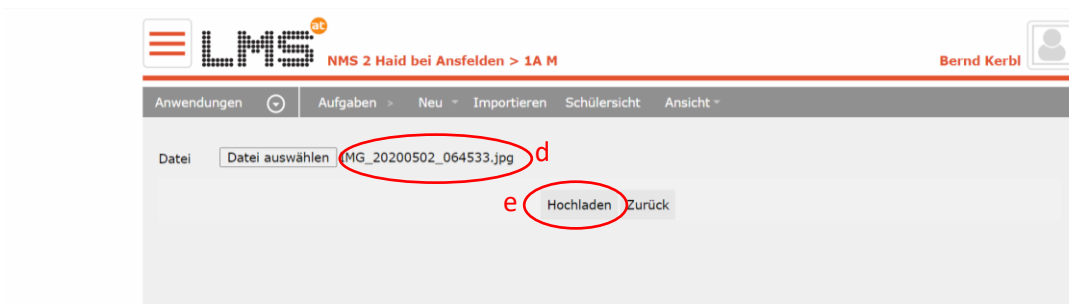 LMS at
NMS 2 Haid bei Ansfelden > 1A M
Bernd Kerbl
Anwendungen Aufgaben > Neu Importieren Schülersicht Ansicht
Datei Datei auswählen IMG_20200502_064533.jpg d
e Hochladen Zurück